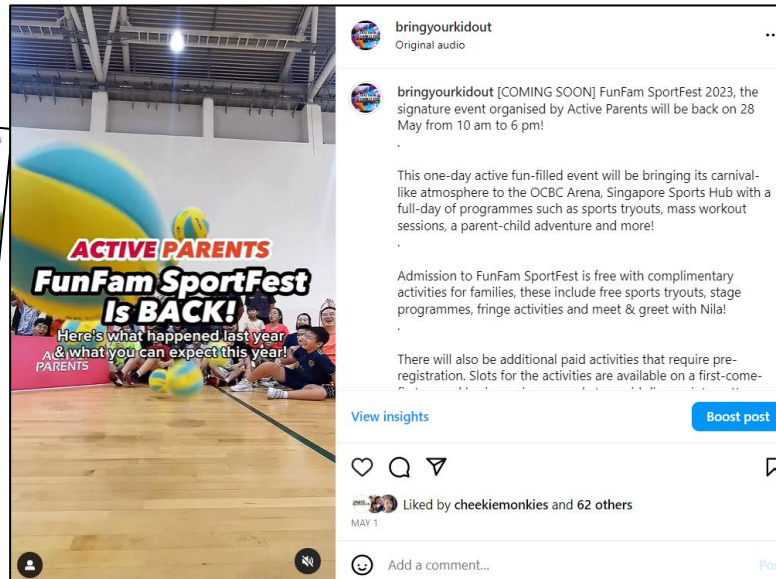 ACTIVE PARENTS
FunFam SportFest
Is BACK!
Here's what happened last year
& what you can expect this year!
PARENTS
bringyourkidout
Original audio
bringyourkidout [COMING SOON] FunFam SportFest 2023, the
signature event organised by Active Parents will be back on 28
May from 10 am to 6 pm!
.
This one-day active fun-filled event will be bringing its carnival-
like atmosphere to the OCBC Arena, Singapore Sports Hub with a
full-day of programmes such as sports tryouts, mass workout
sessions, a parent-child adventure and more!
.
Admission to FunFam SportFest is free with complimentary
activities for families, these include free sports tryouts, stage
programmes, fringe activities and meet & greet with Nila!
.
There will also be additional paid activities that require pre-
registration. Slots for the activities are available on a first-come-
View insights
Boost post
Liked by cheekiemonkies and 62 others
MAY 1
Add a comment...